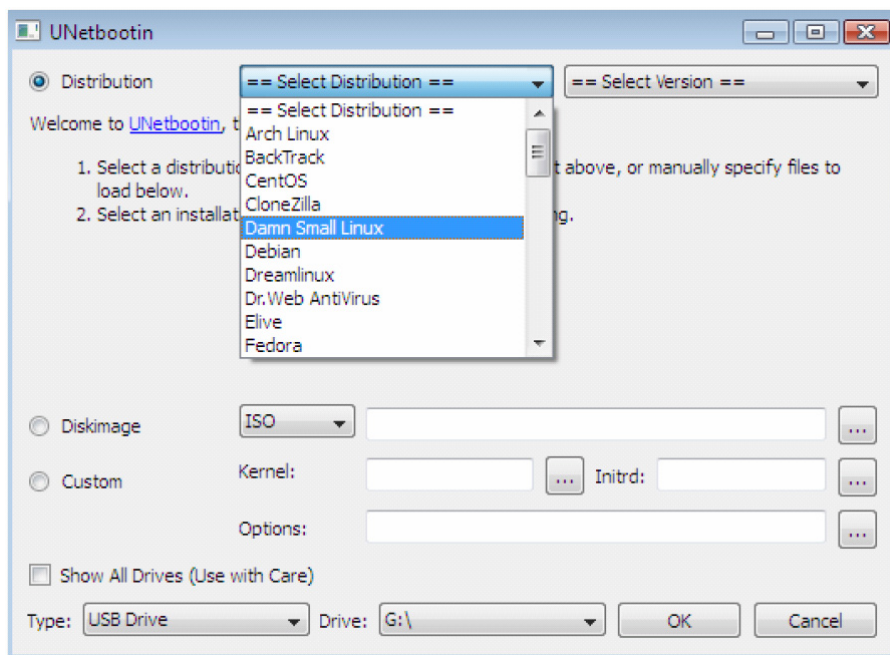 UNetbootin
Distribution == Select Distribution == == Select Version ==
== Select Distribution ==
Arch Linux
BackTrack
CentOS
CloneZilla
Damn Small Linux
Debian
Dreamlinux
Dr.Web AntiVirus
Elive
Fedora
Welcome to UNetbootin, t
1. Select a distributi t above, or manually specify files to
load below.
2. Select an installat ng.
Diskimage ISO ...
Custom Kernel: ... Initrd: ...
Options: ...
Show All Drives (Use with Care)
Type: USB Drive Drive: G:\ OK Cancel